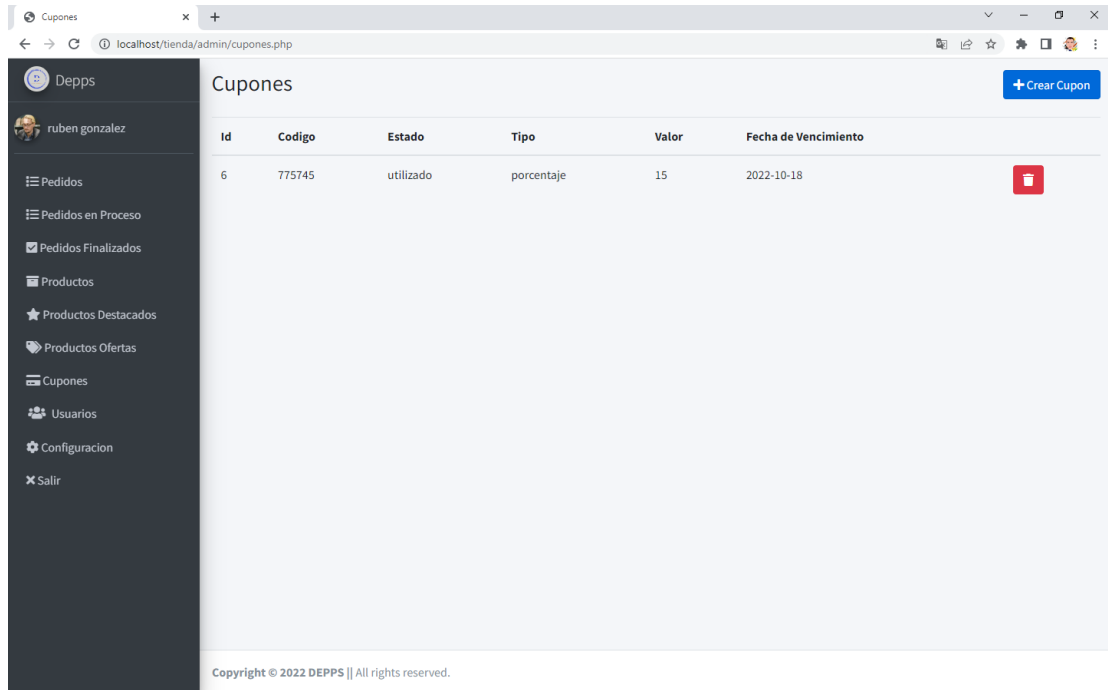 Cupones
localhost/tienda/admin/cupones.php
Depps
ruben gonzalez
Pedidos
Pedidos en Proceso
Pedidos Finalizados
Productos
Productos Destacados
Productos Ofertas
Cupones
Usuarios
Configuracion
Salir
Cupones
Crear Cupon
Id Codigo Estado Tipo Valor Fecha de Vencimiento
6 775745 utilizado porcentaje 15 2022-10-18
Copyright © 2022 DEPPS || All rights reserved.